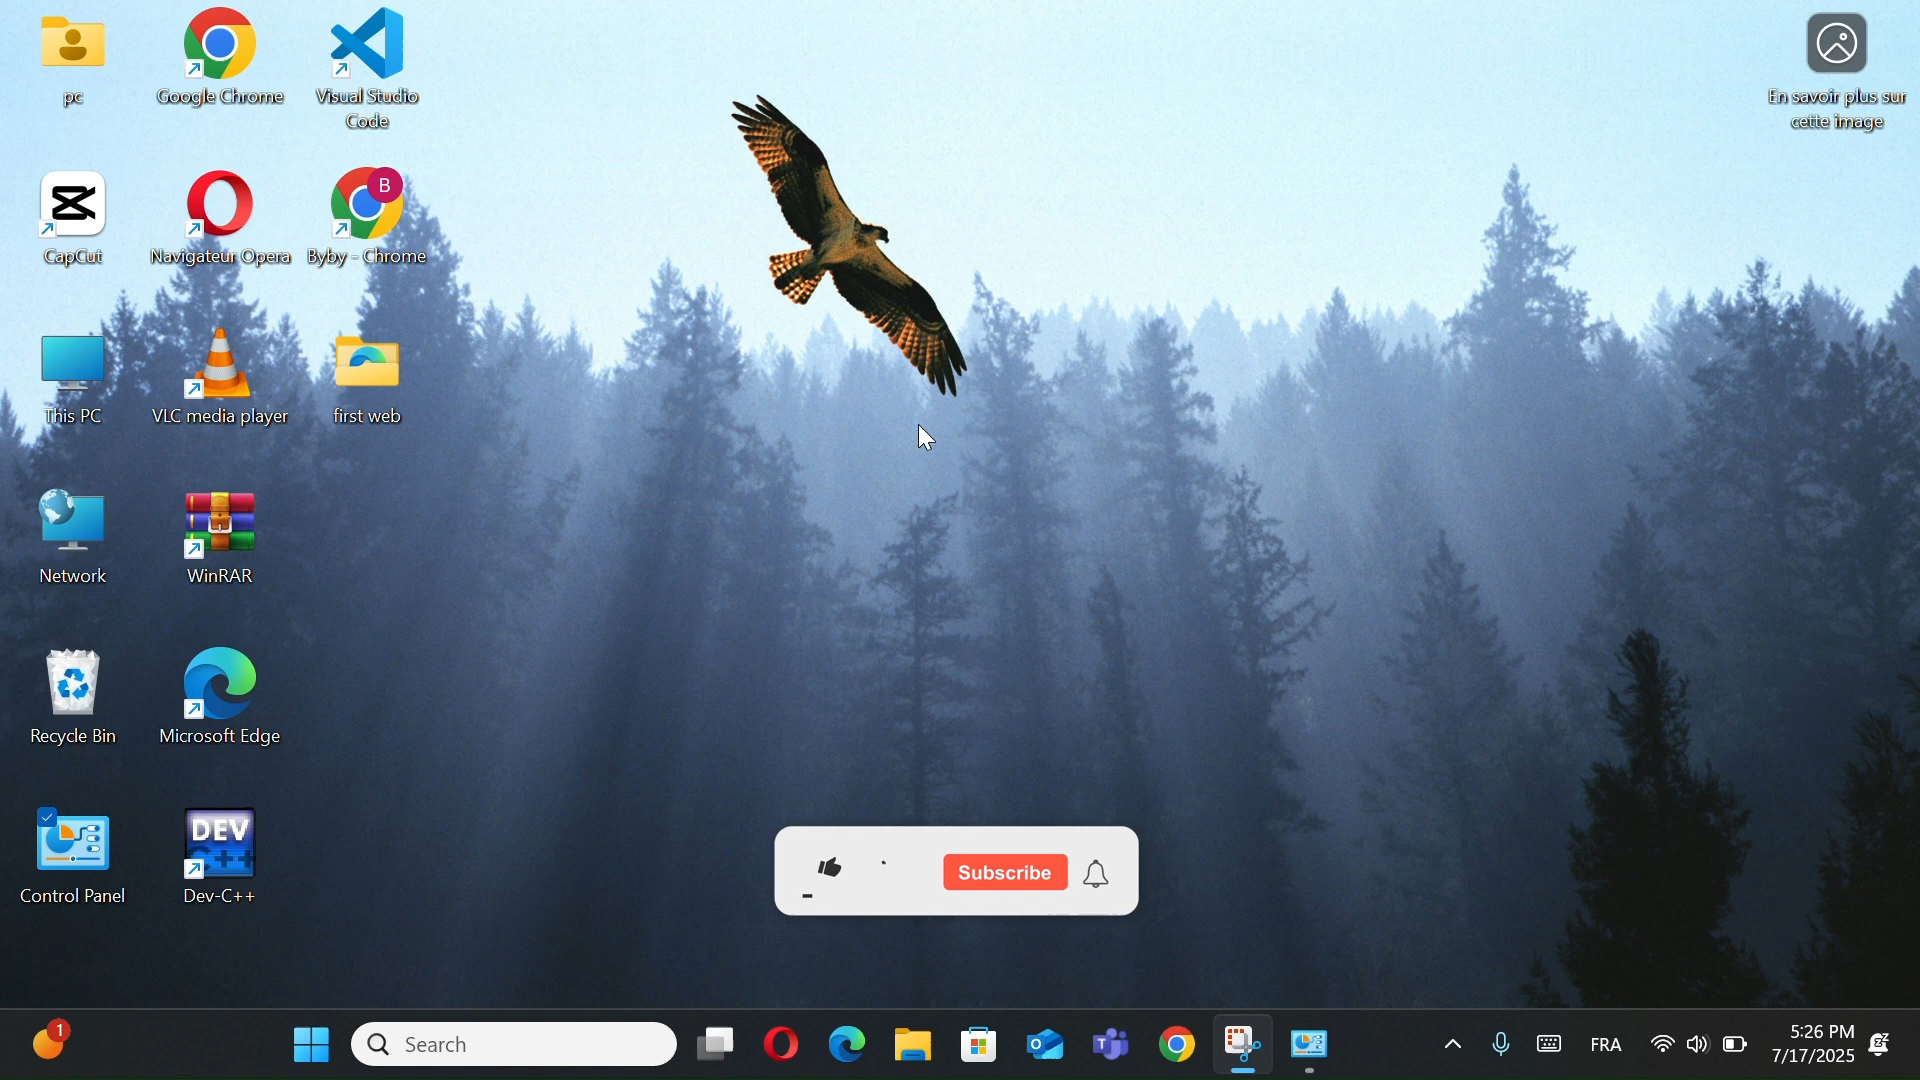 pc
Google Chrome
Visual Studio
Code
En savoir plus sur
cette image
CapCut
Navigateur Opera
B
Byby - Chrome
This PC
VLC media player
first web
Network
WinRAR
Recycle Bin
Microsoft Edge
DEV
C++
Control Panel
Dev-C++
Subscribe
1
Search
O
T
FRA
5:26 PM
7/17/2025